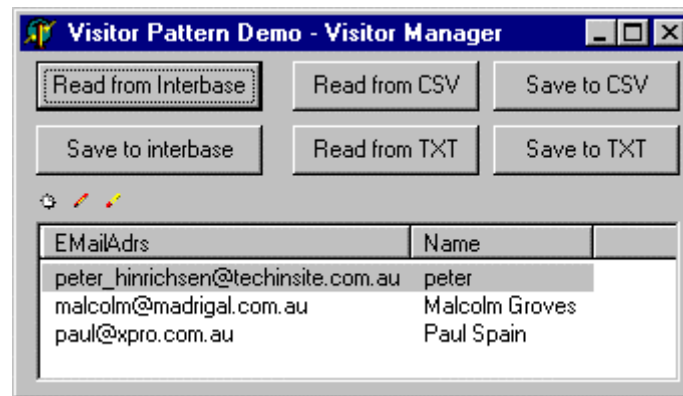 Visitor Pattern Demo - Visitor Manager
Read from Interbase Read from CSV Save to CSV
Save to interbase Read from TXT Save to TXT
EMailAdrs Name
peter_hinrichsen@techinsite.com.au peter
malcolm@madrigal.com.au Malcolm Groves
paul@xpro.com.au Paul Spain